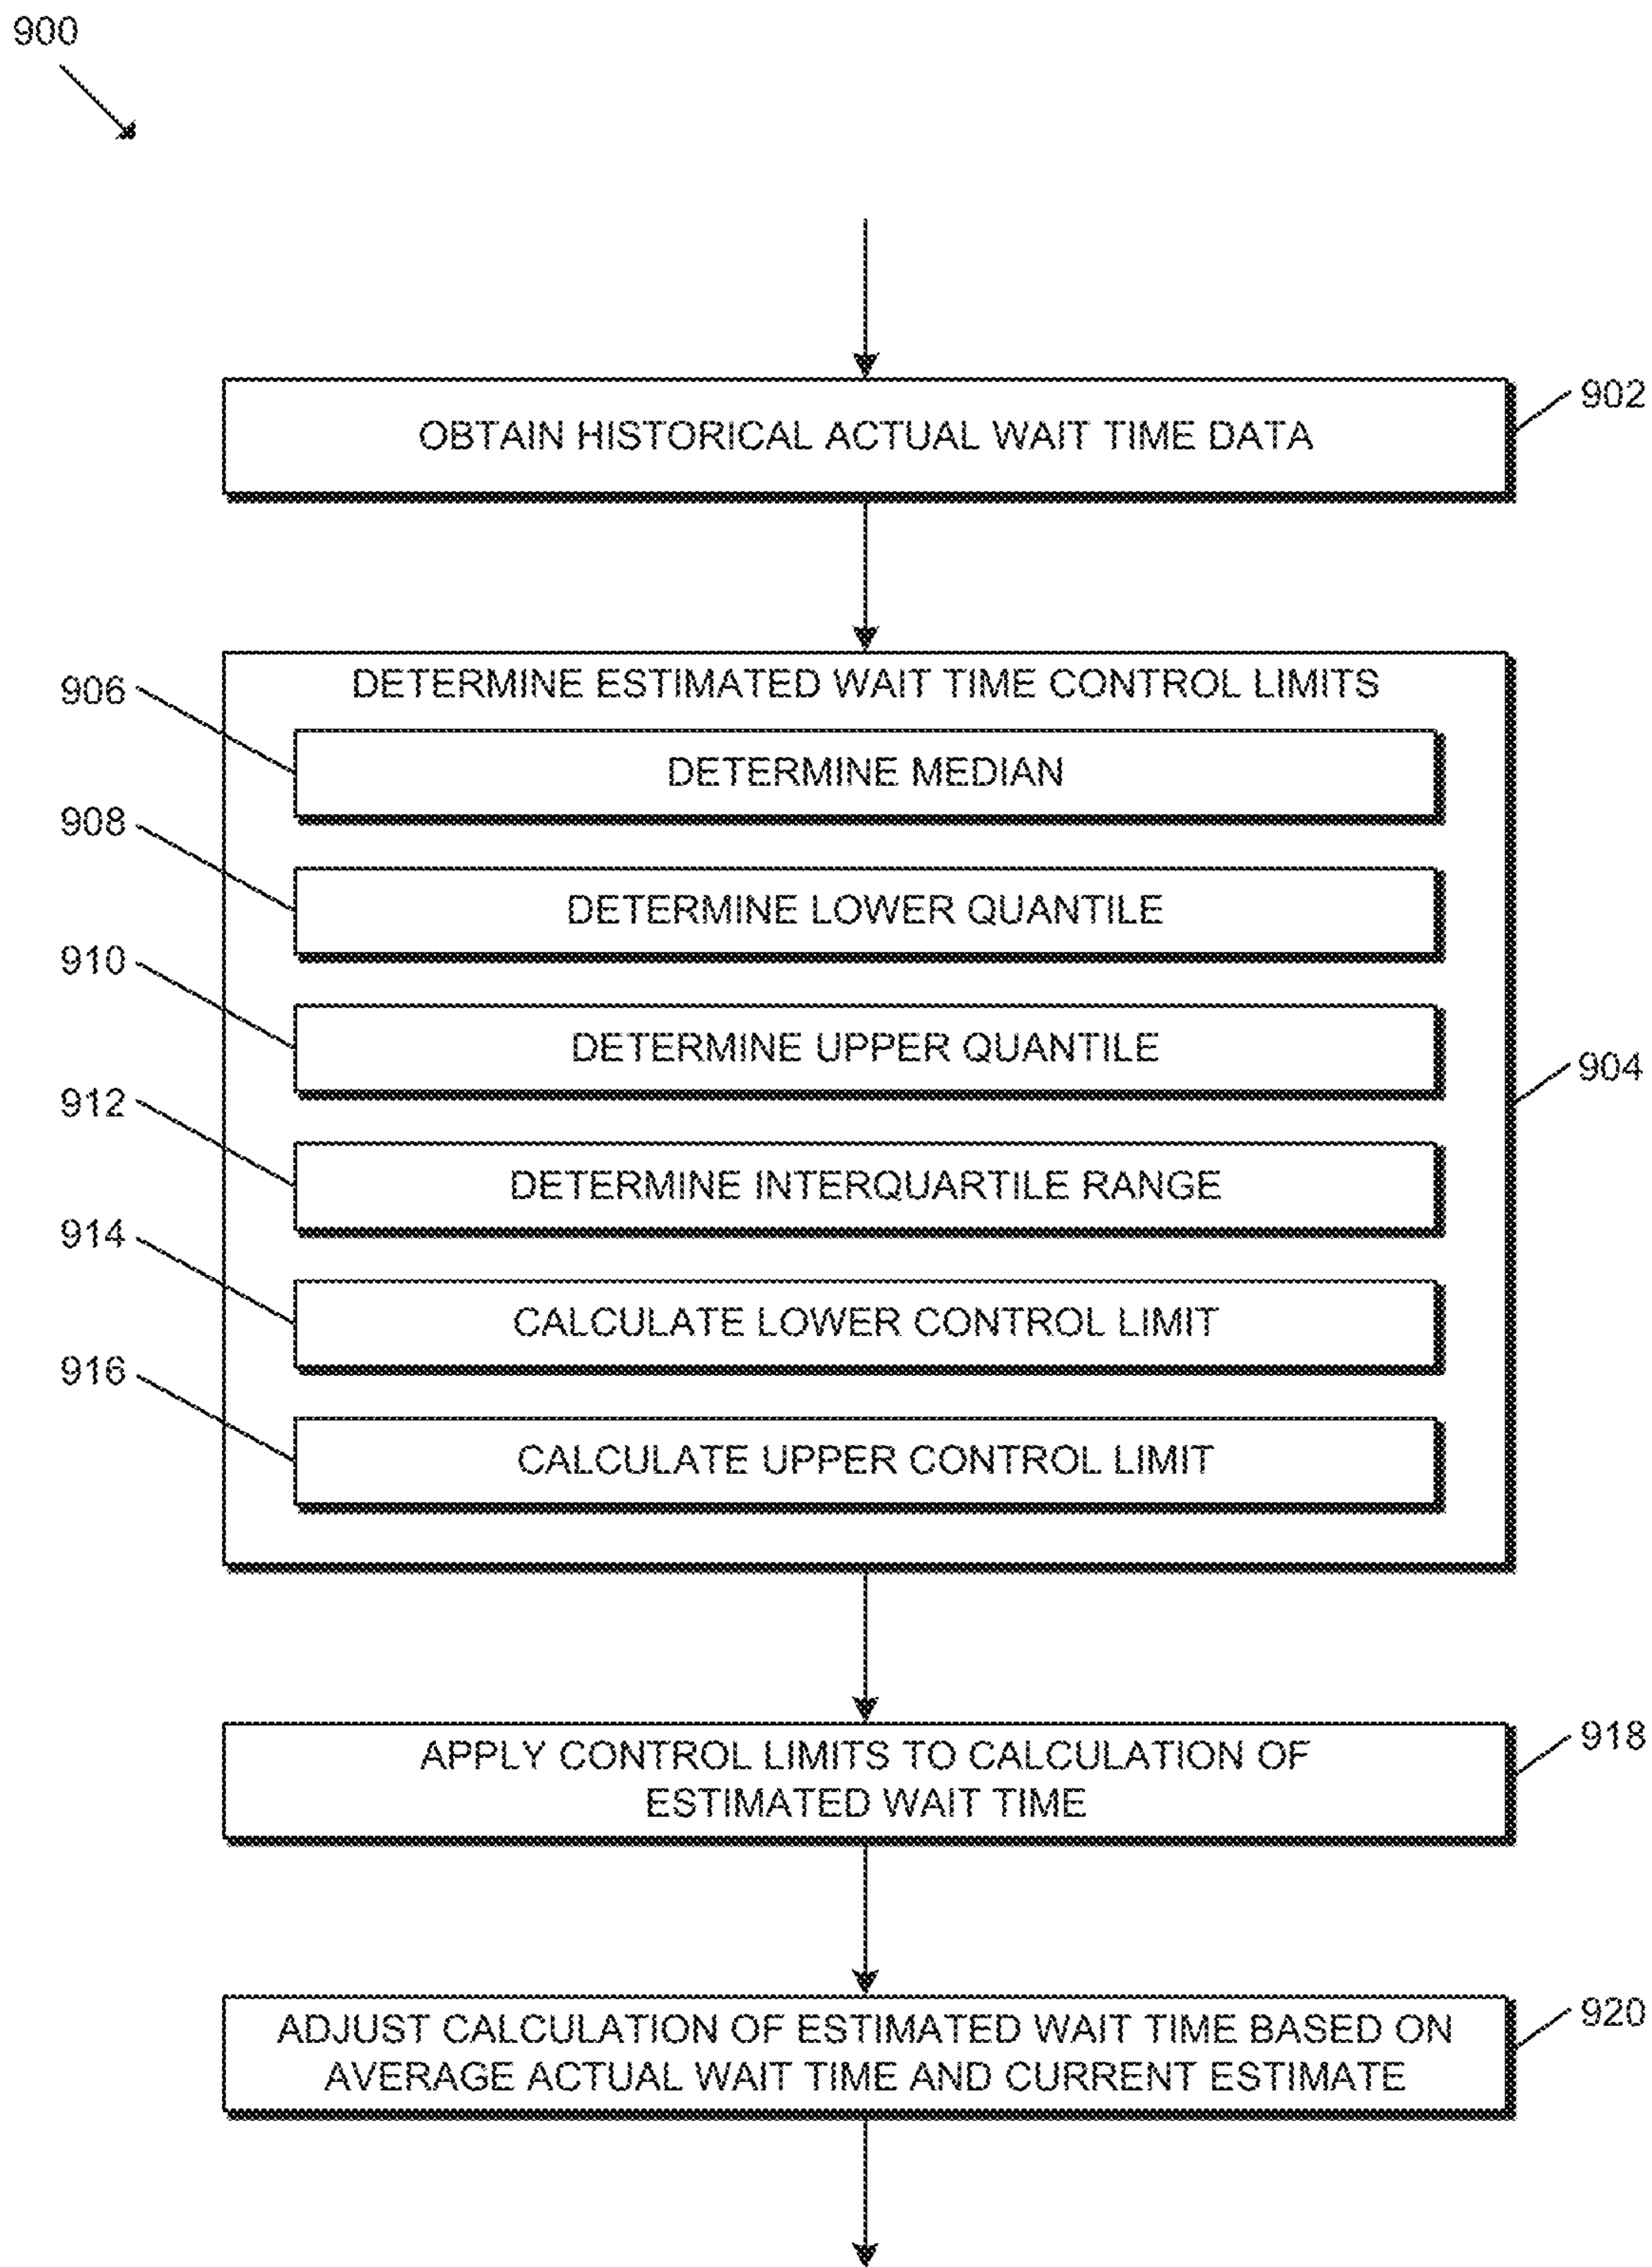 900
OBTAIN HISTORICAL ACTUAL WAIT TIME DATA
902
DETERMINE ESTIMATED WAIT TIME CONTROL LIMITS
906
DETERMINE MEDIAN
908
DETERMINE LOWER QUANTILE
910
DETERMINE UPPER QUANTILE
904
912
DETERMINE INTERQUARTILE RANGE
914
CALCULATE LOWER CONTROL LIMIT
916
CALCULATE UPPER CONTROL LIMIT
APPLY CONTROL LIMITS TO CALCULATION OF
ESTIMATED WAIT TIME
918
ADJUST CALCULATION OF ESTIMATED WAIT TIME BASED ON
AVERAGE ACTUAL WAIT TIME AND CURRENT ESTIMATE
920